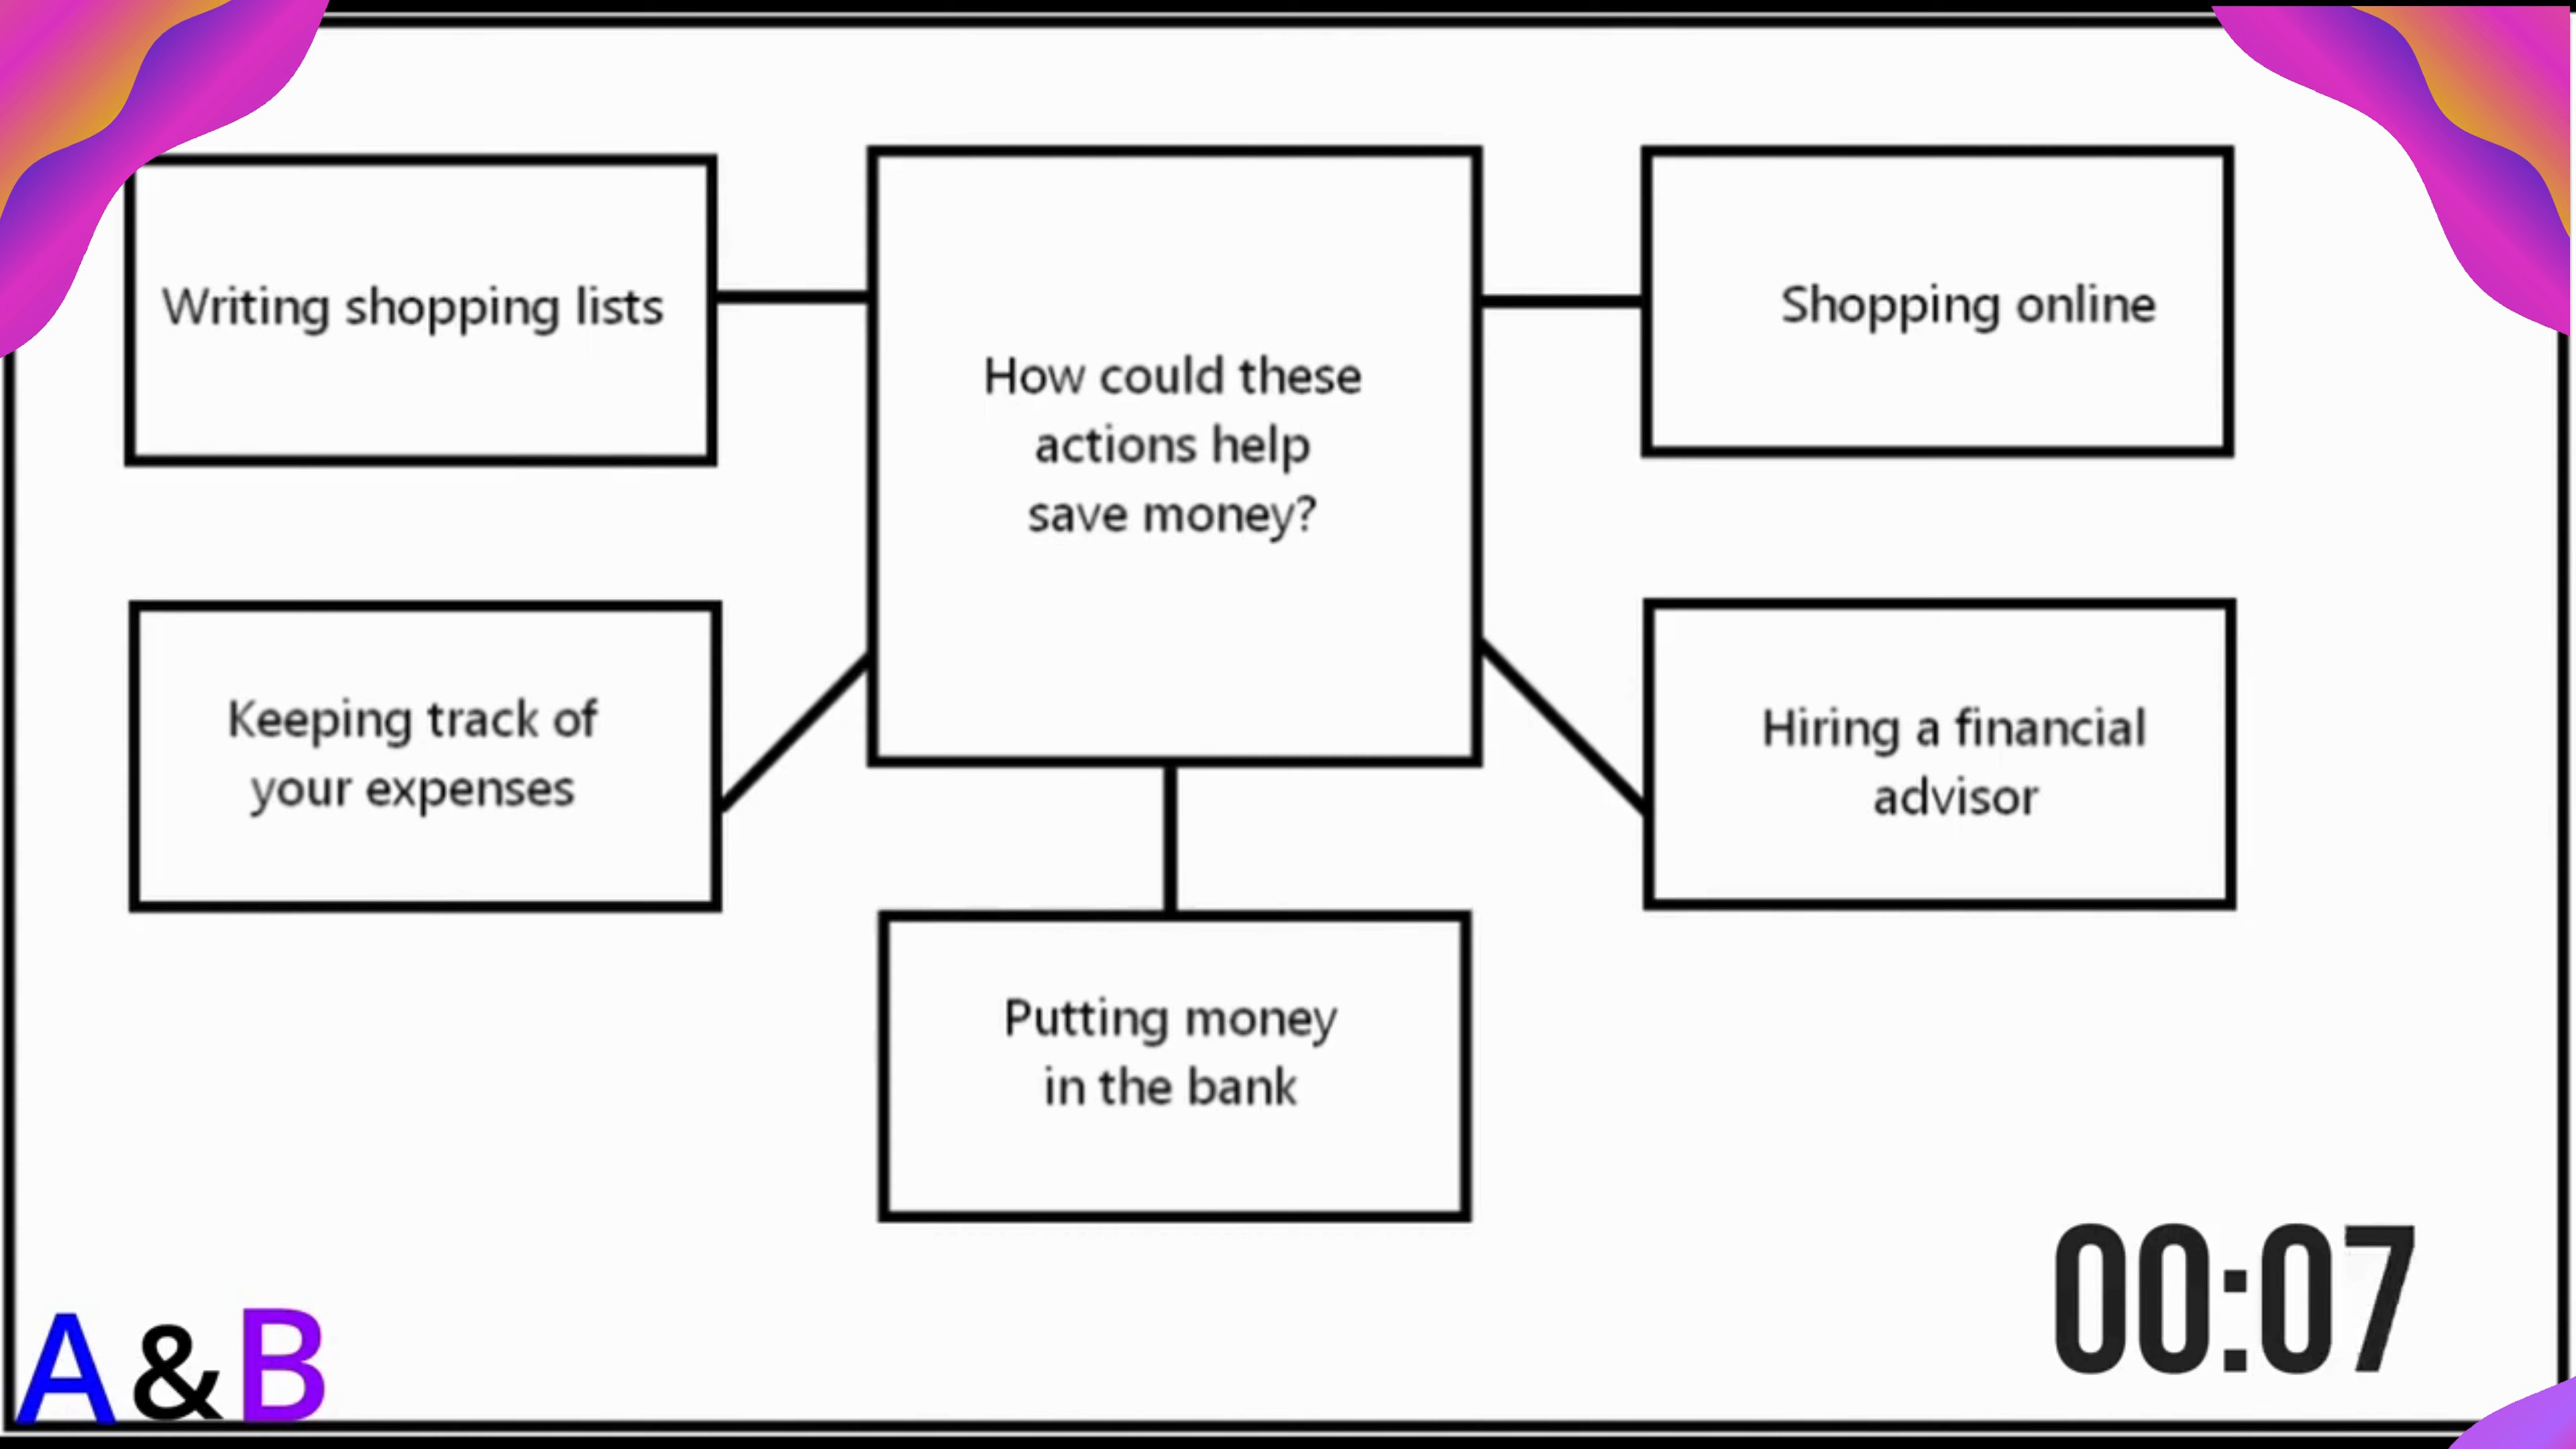 Writing shopping lists
How could these
actions help
save money?
Shopping online
Keeping track of
your expenses
Hiring a financial
advisor
Putting money
in the bank
A & B
00:07